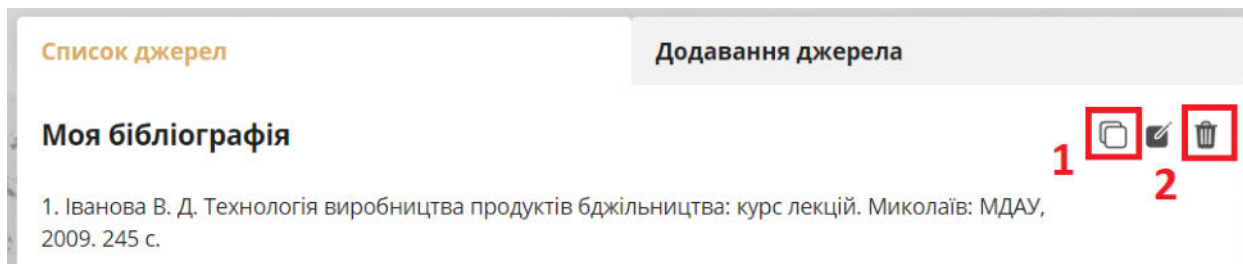 Список джерел
Додавання джерела
Моя бібліографія
1
2
1. Іванова В. Д. Технологія виробництва продуктів бджільництва: курс лекцій. Миколаїв: МДАУ,
2009. 245 с.